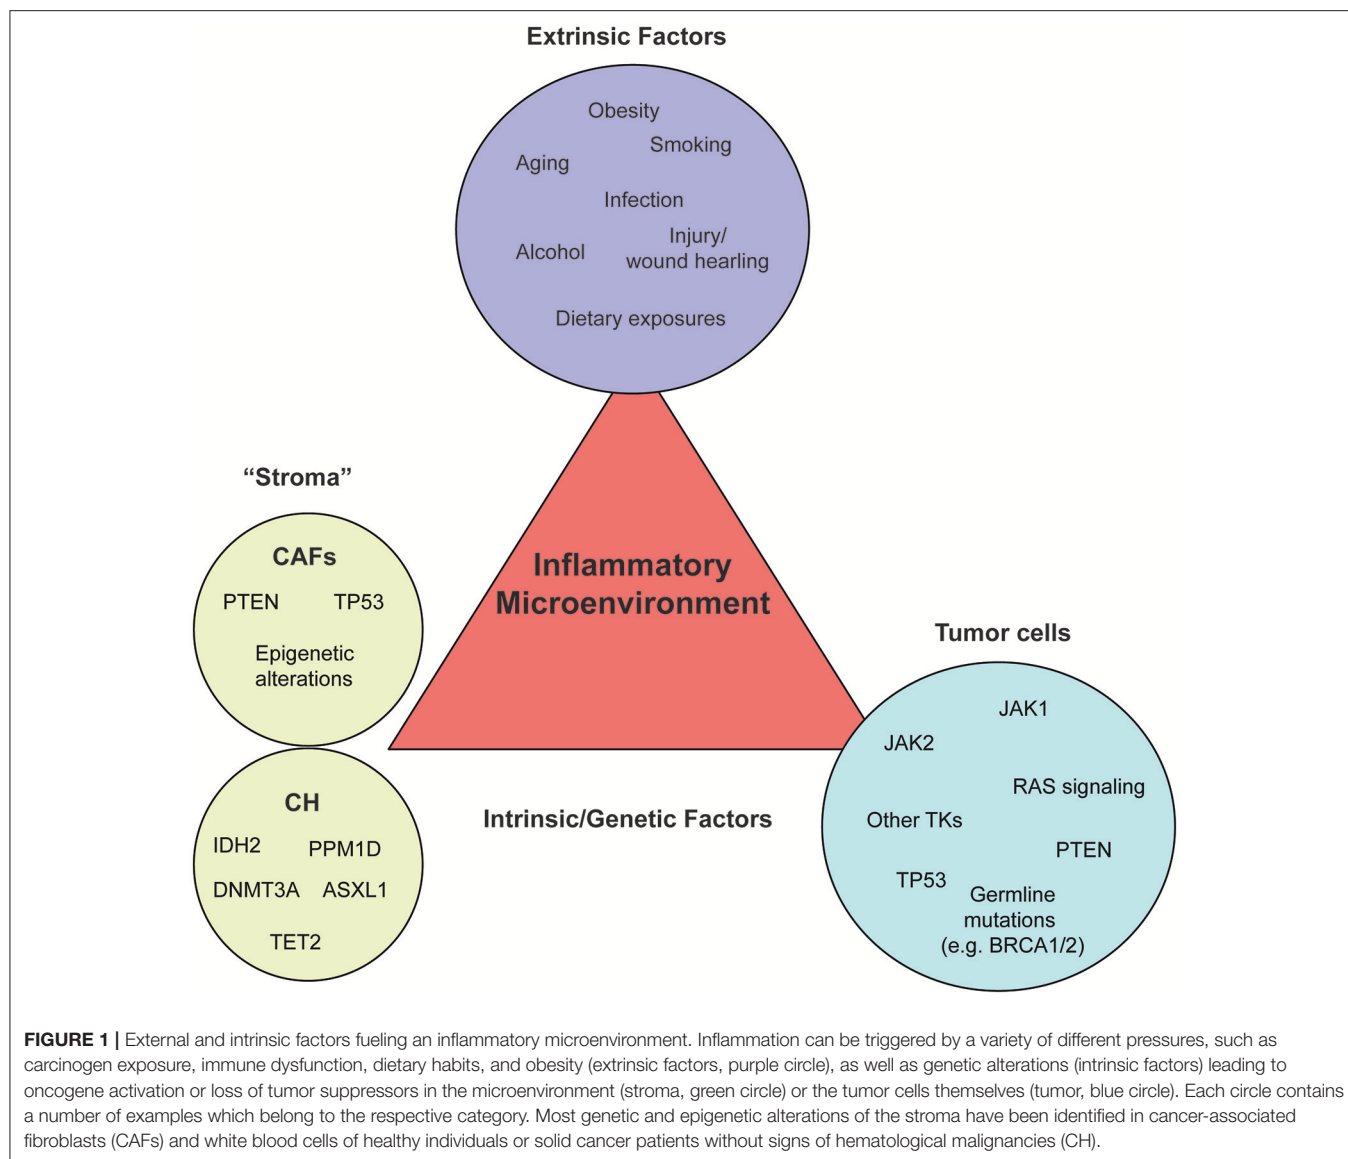 Extrinsic Factors
Obesity
Smoking
Aging
Infection
Injury/
wound hearling
Alcohol
Dietary exposures
“Stroma”
CAFs
PTEN TP53
Epigenetic
alterations
Inflammatory
Microenvironment
Tumor cells
JAK1
JAK2
RAS signaling
Other TKs
PTEN
TP53
Germline
mutations
(e.g. BRCA1/2)
CH
IDH2 PPM1D
DNMT3A ASXL1
TET2
Intrinsic/Genetic Factors
FIGURE 1 | External and intrinsic factors fueling an inflammatory microenvironment. Inflammation can be triggered by a variety of different pressures, such as
carcinogen exposure, immune dysfunction, dietary habits, and obesity (extrinsic factors, purple circle), as well as genetic alterations (intrinsic factors) leading to
oncogene activation or loss of tumor suppressors in the microenvironment (stroma, green circle) or the tumor cells themselves (tumor, blue circle). Each circle contains
a number of examples which belong to the respective category. Most genetic and epigenetic alterations of the stroma have been identified in cancer-associated
fibroblasts (CAFs) and white blood cells of healthy individuals or solid cancer patients without signs of hematological malignancies (CH).